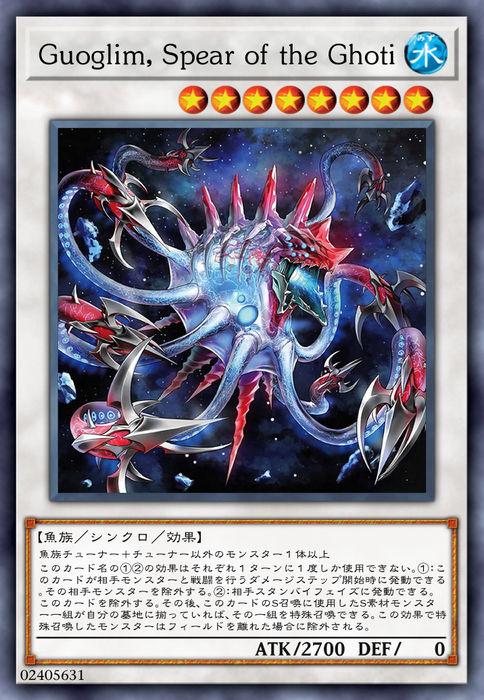 Guoglim, Spear of the Ghoti
みず
水
【魚族／シンクロ／効果】
魚族チューナー＋チューナー以外のモンスター１体以上
このカード名の①②の効果はそれぞれ１ターンに１度しか使用できない。①：こ
のカードが相手モンスターと戦闘を行うダメージステップ開始時に発動できる
。その相手モンスターを除外する。②：相手スタンバイフェイズに発動できる。
このカードを除外する。その後、このカードのS召喚に使用したS素材モンスタ
ー一組が自分の墓地に揃っていれば、その一組を特殊召喚できる。この効果で特
殊召喚したモンスターはフィールドを離れた場合に除外される。
ATK/2700 DEF/ 0
02405631